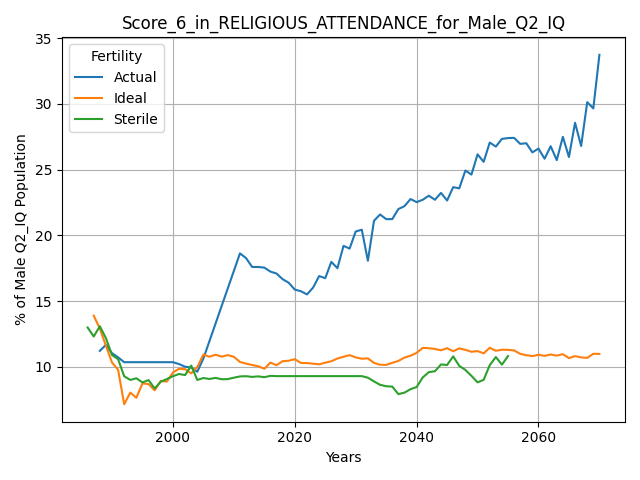 Score_6_in_RELIGIOUS_ATTENDANCE_for_Male_Q2_IQ
Fertility
Actual
Ideal
Sterile
% of Male Q2_IQ Population
35
30
25
20
15
10
2000
2020
2040
2060
Years